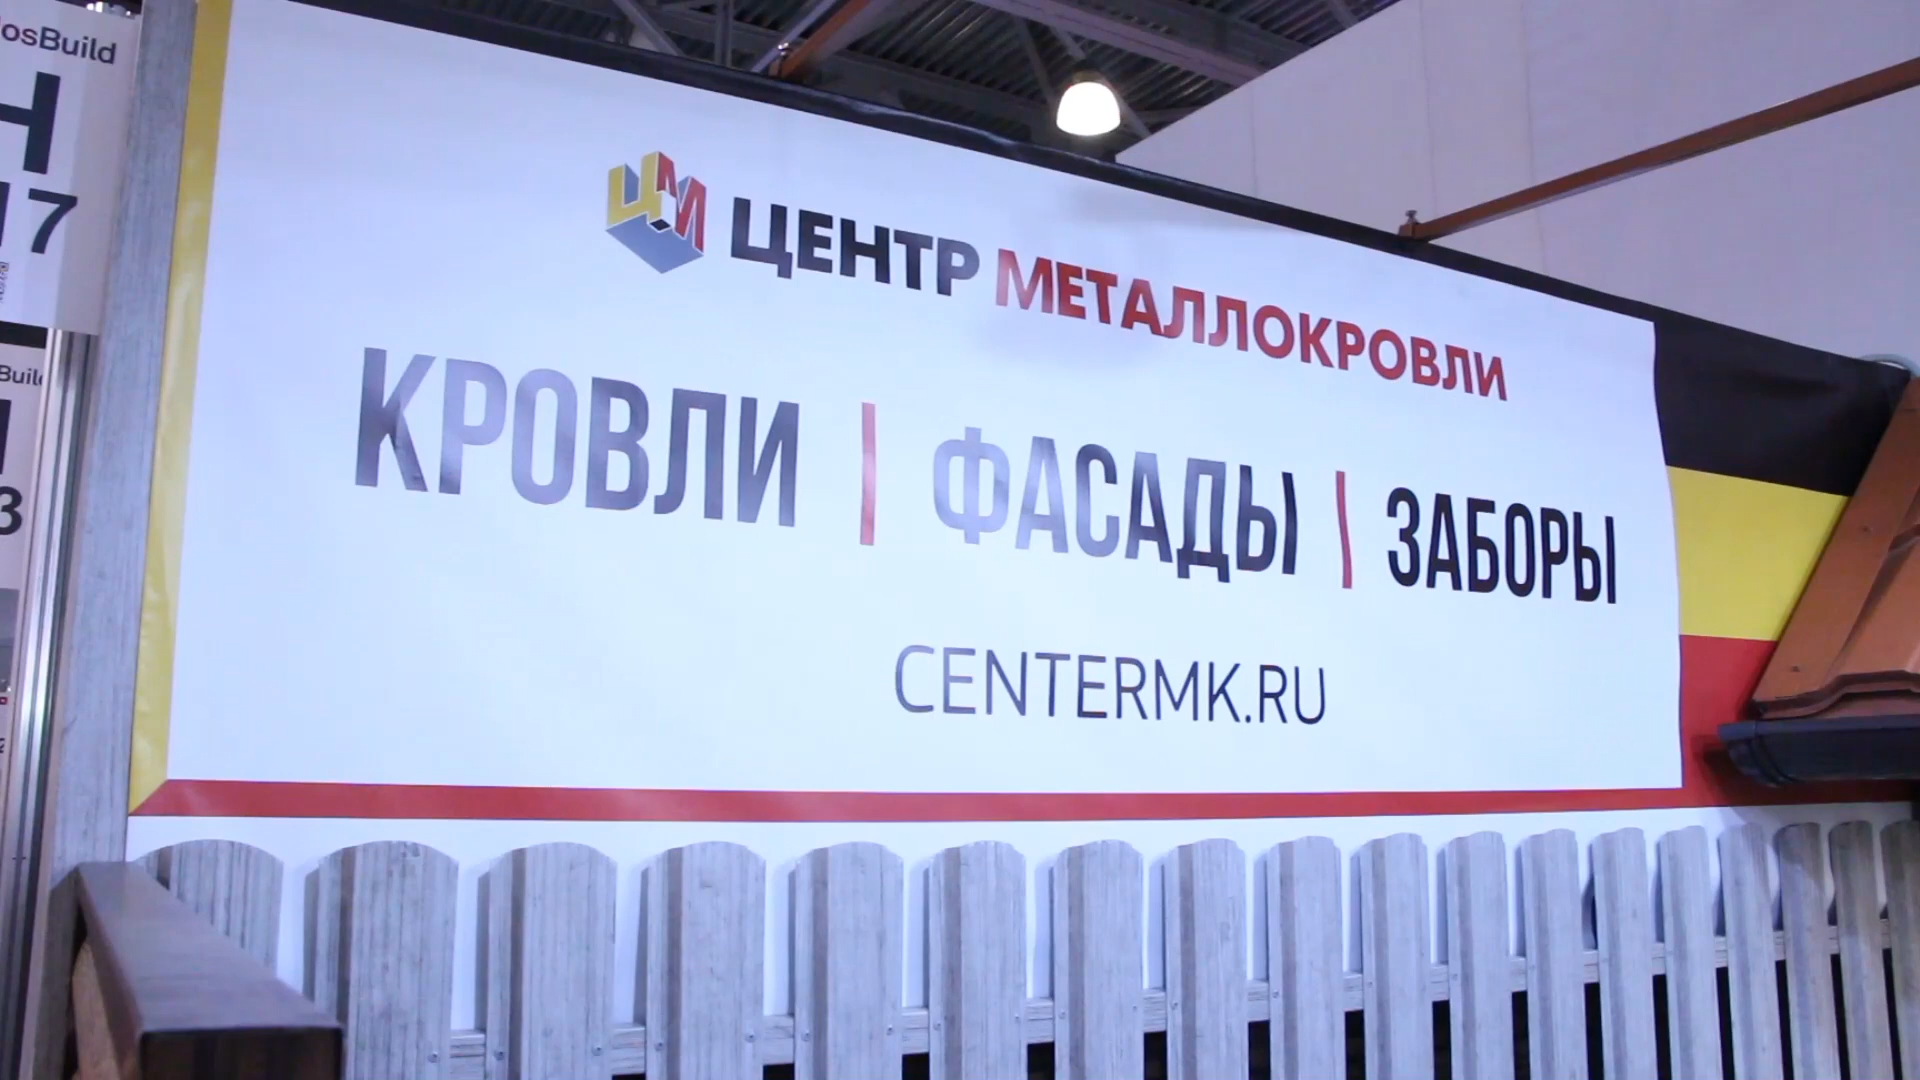 ЦМ ЦЕНТР МЕТАЛЛОКРОВЛИ
КРОВЛИ | ФАСАДЫ | ЗАБОРЫ
CENTERMK.RU